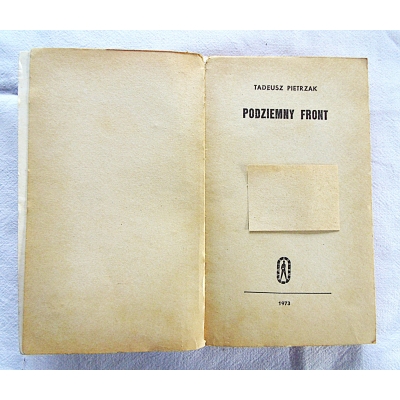 TADEUSZ PIETRZAK
PODZIEMNY FRONT
1973